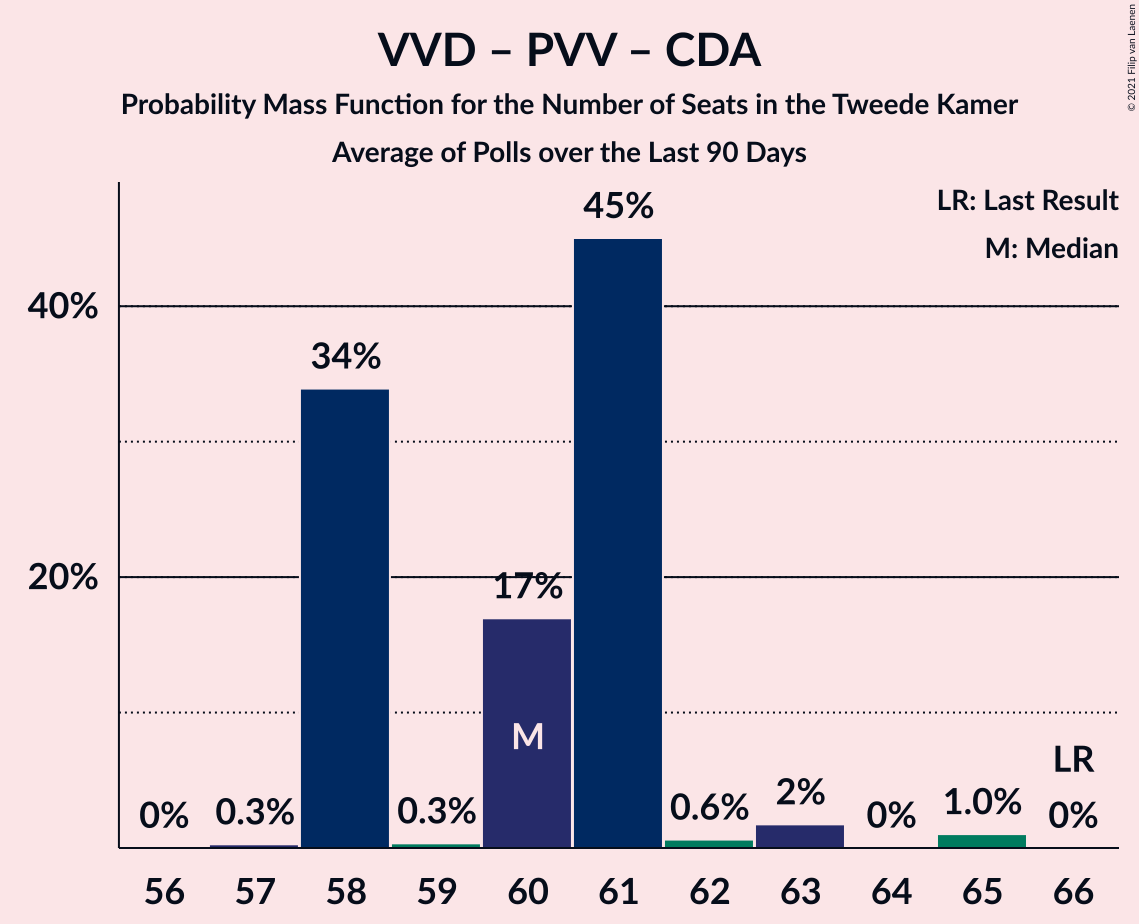 VVD – PVV – CDA
Probability Mass Function for the Number of Seats in the Tweede Kamer
Average of Polls over the Last 90 Days
© 2021 Filip van Laenen
LR: Last Result
M: Median
40%
20%
0%
0.3%
34%
0.3%
17%
M
45%
0.6%
2%
0%
1.0%
LR
0%
56 57 58 59 60 61 62 63 64 65 66